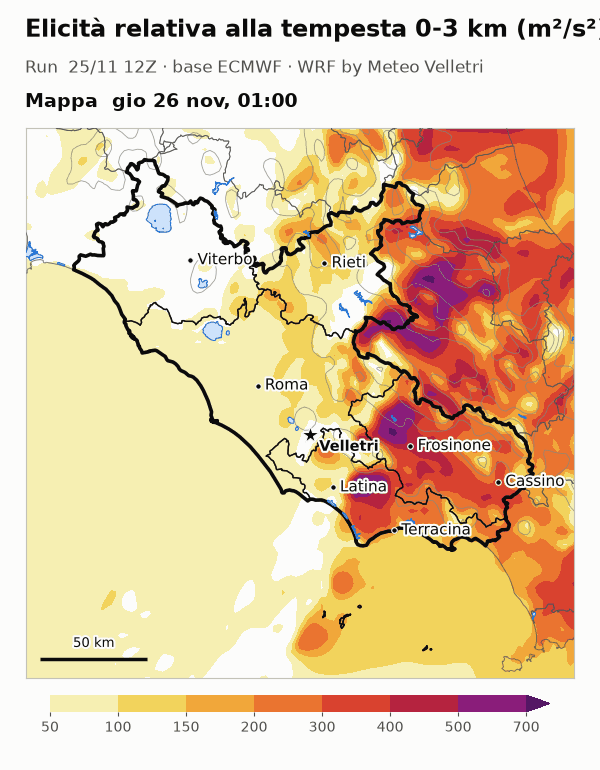 Elicità relativa alla tempesta 0-3 km (m²/s²)
Run  25/11 12Z · base ECMWF · WRF by Meteo Velletri
Mappa  gio 26 nov, 01:00
Viterbo
Rieti
Roma
Velletri
Frosinone
Latina
Cassino
Terracina
50 km
50 100 150 200 300 400 500 700